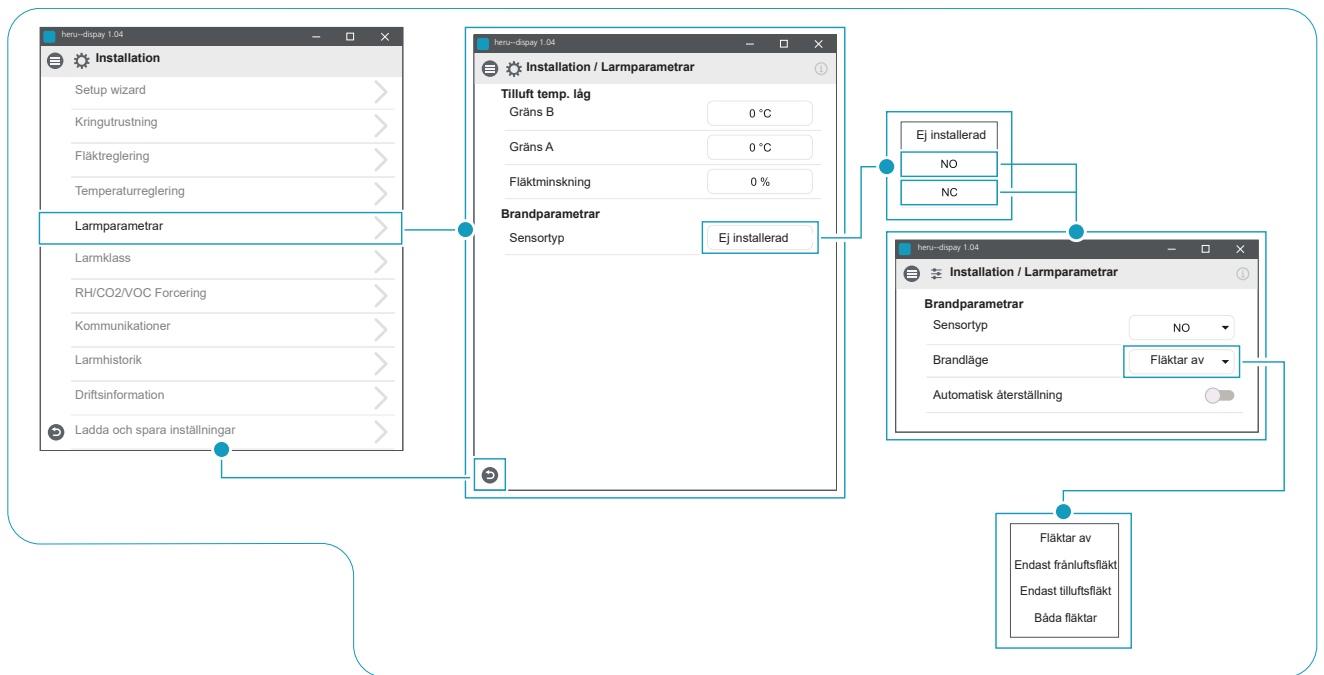 heru--dispay 1.04
Installation
Setup wizard
Kringutrustning
Fläktreglering
Temperaturreglering
Larmparametrar
Larmklass
RH/CO2/VOC Forcering
Kommunikationer
Larmhistorik
Driftsinformation
Ladda och spara inställningar
heru--dispay 1.04
Installation / Larmparametrar
Tilluft temp. låg
Gräns B 0 °C
Gräns A 0 °C
Fläktminskning 0 %
Brandparametrar
Sensortyp Ej installerad
Ej installerad
NO
NC
heru--dispay 1.04
Installation / Larmparametrar
Brandparametrar
Sensortyp NO
Brandläge Fläktar av
Automatisk återställning
Fläktar av
Endast frånluftsfläkt
Endast tilluftsfläkt
Båda fläktar